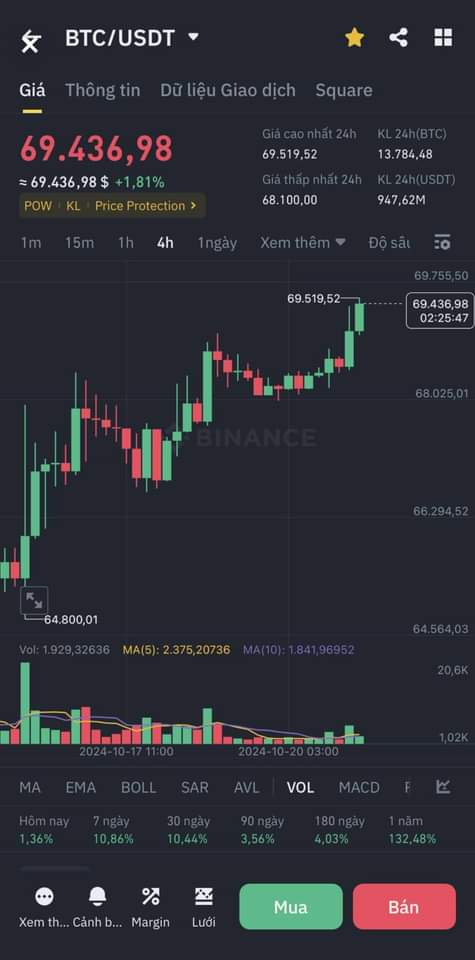 BTC/USDT
Giá Thông tin Dữ liệu Giao dịch Square
69.436,98
≈ 69.436,98 $ +1,81%
POW KL Price Protection
Giá cao nhất 24h KL 24h(BTC)
69.519,52 13.784,48
Giá thấp nhất 24h KL 24h(USDT)
68.100,00 947,62M
1m 15m 1h 4h 1ngày Xem thêm Độ sâu
69.755,50
69.519,52
69.436,98
02:25:47
68.025,01
BINANCE
66.294,52
64.800,01
64.564,03
Vol: 1.929,32636 MA(5): 2.375,20736 MA(10): 1.841,96952
20,6K
1,02K
2024-10-17 11:00 2024-10-20 03:00
MA EMA BOLL SAR AVL VOL MACD
Hôm nay 7 ngày 30 ngày 90 ngày 180 ngày 1 năm
1,36% 10,86% 10,44% 3,56% 4,03% 132,48%
Xem th... Cảnh b... Margin Lưới Mua Bán